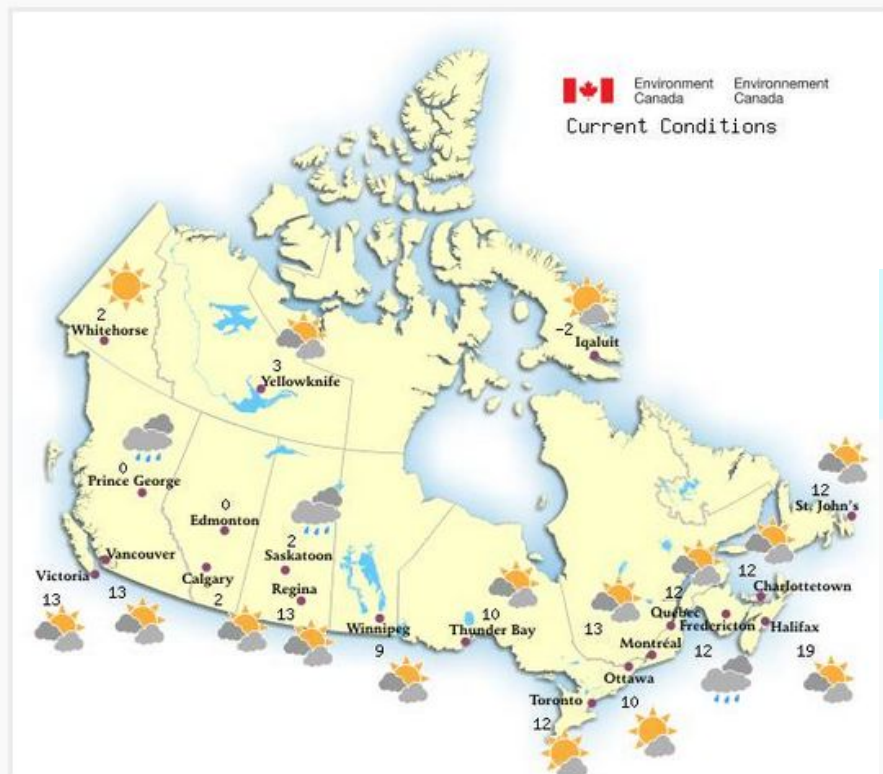 Environment Canada
Environnement Canada
Current Conditions
2
Whitehorse
-2
Iqaluit
3
Yellowknife
0
Prince George
0
Edmonton
12
St. John's
2
Saskatoon
Vancouver
Victoria
Calgary
13
13
2
Regina
13
Winnipeg
9
10
Thunder Bay
12
Charlottetown
12
Québec
Fredericton
Halifax
13
Montréal
12
19
Ottawa
Toronto
10
12